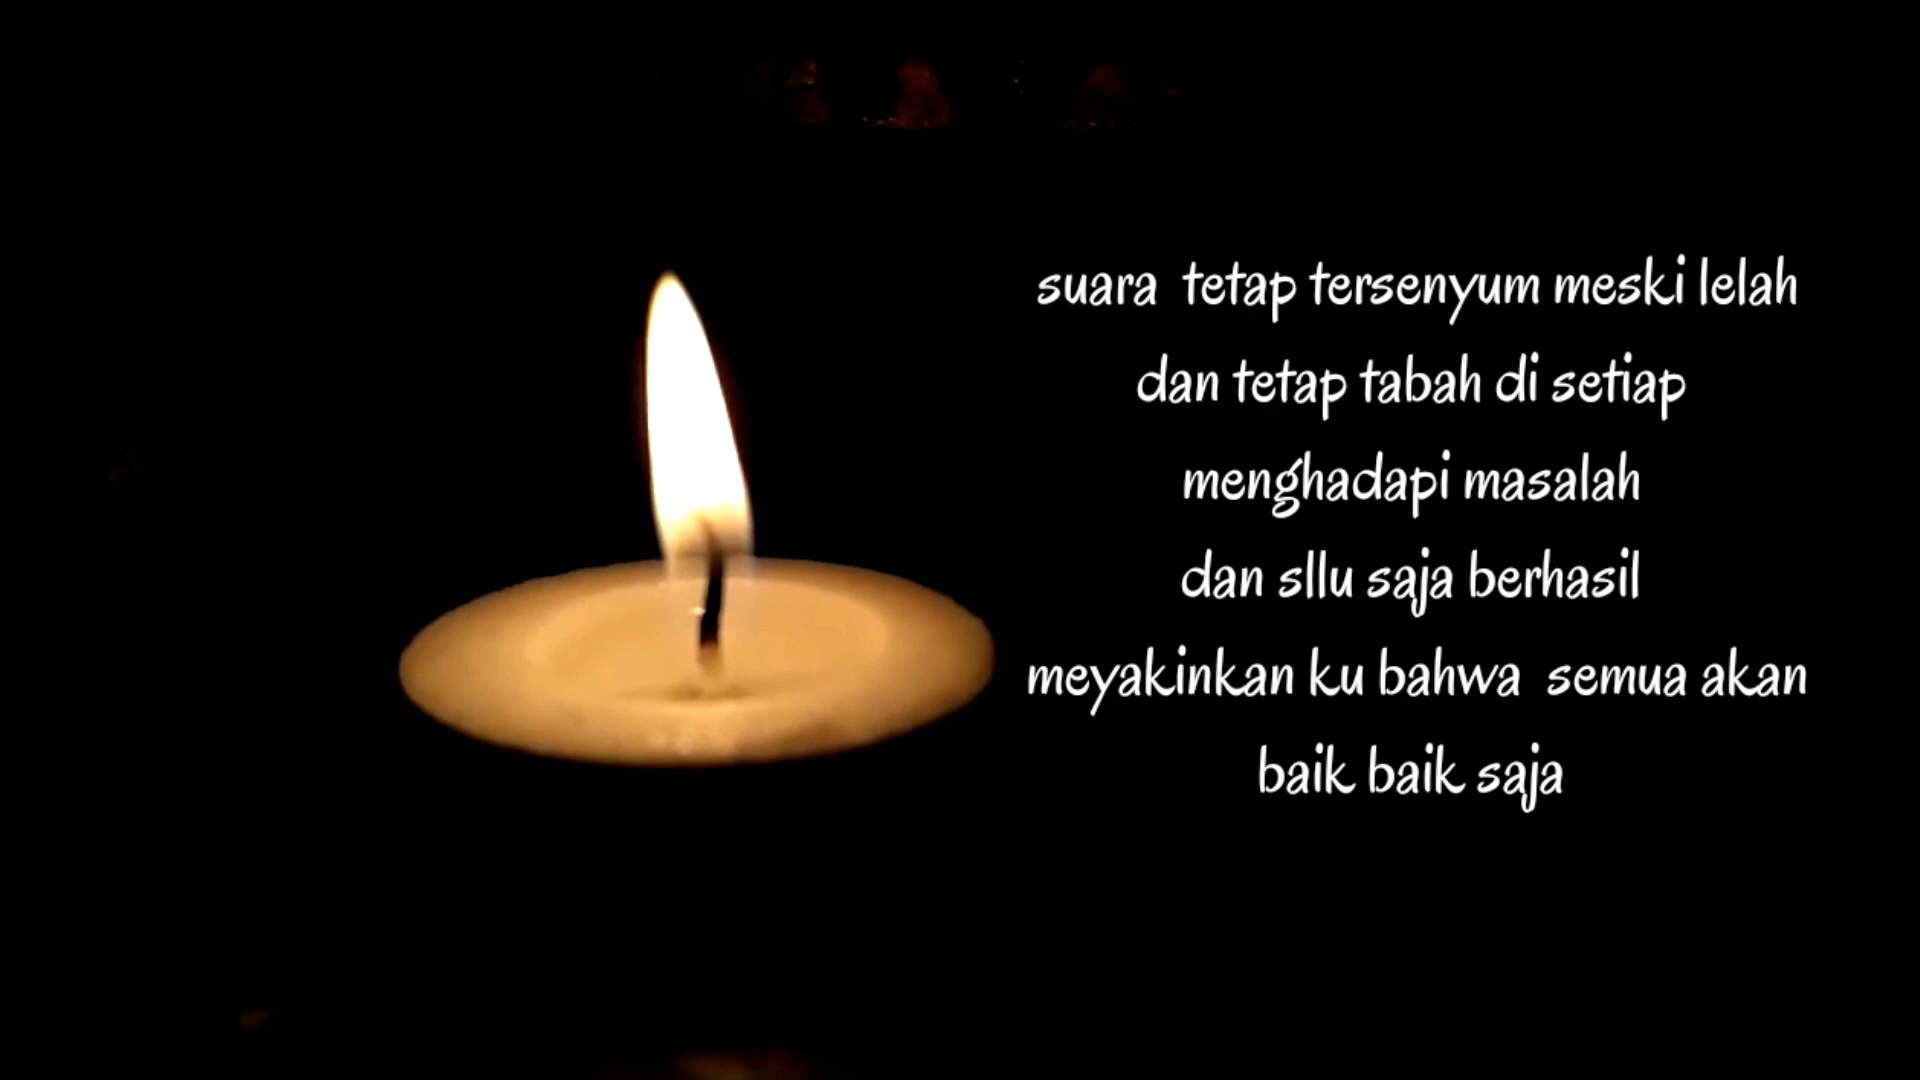 suara tetap tersenyum meski lelah
dan tetap tabah di setiap
menghadapi masalah
dan sllu saja berhasil
meyakinkan ku bahwa semua akan
baik baik saja